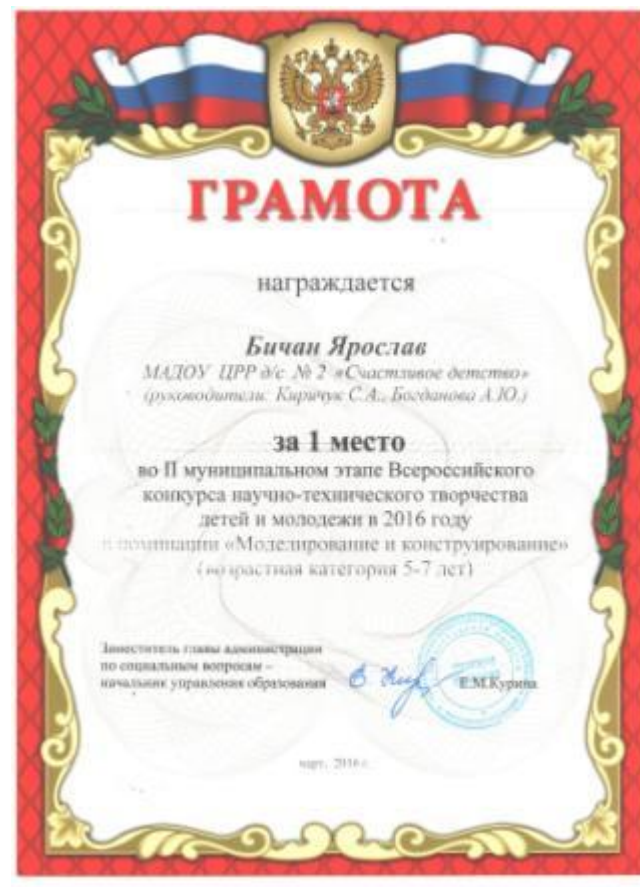 ГРАМОТА
награждается
Бичан Ярослав
МАДОУ ЦРР д/с № 2 «Счастливое детство»
(руководители: Киричук С.А., Богданова А.Ю.)
за 1 место
во II муниципальном этапе Всероссийского
конкурса научно-технического творчества
детей и молодежи в 2016 году
в номинации «Моделирование и конструирование»
(возрастная категория 5-7 лет)
Заместитель главы администрации
по социальным вопросам –
начальник управления образования
Е.М.Курина
март, 2016 г.